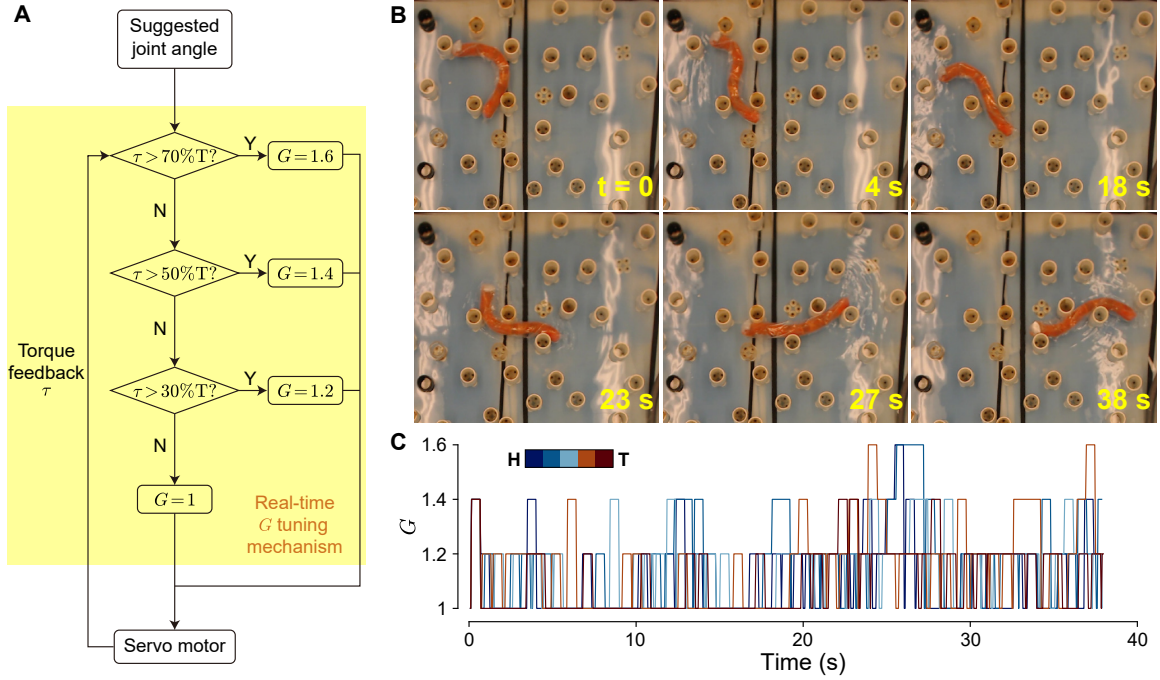 A
Suggested
joint angle
τ > 70%T?
Y
G = 1.6
N
τ > 50%T?
Y
G = 1.4
N
Torque
feedback
τ
τ > 30%T?
Y
G = 1.2
N
G = 1
Real-time
G tuning
mechanism
Servo motor
B
t = 0
4 s
18 s
23 s
27 s
38 s
C
H
T
1.6
1.4
1.2
1
G
0
10
20
30
40
Time (s)